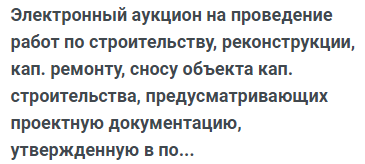 Электронный аукцион на проведение
работ по строительству, реконструкции,
кап. ремонту, сносу объекта кап.
строительства, предусматривающих
проектную документацию,
утвержденную в по...